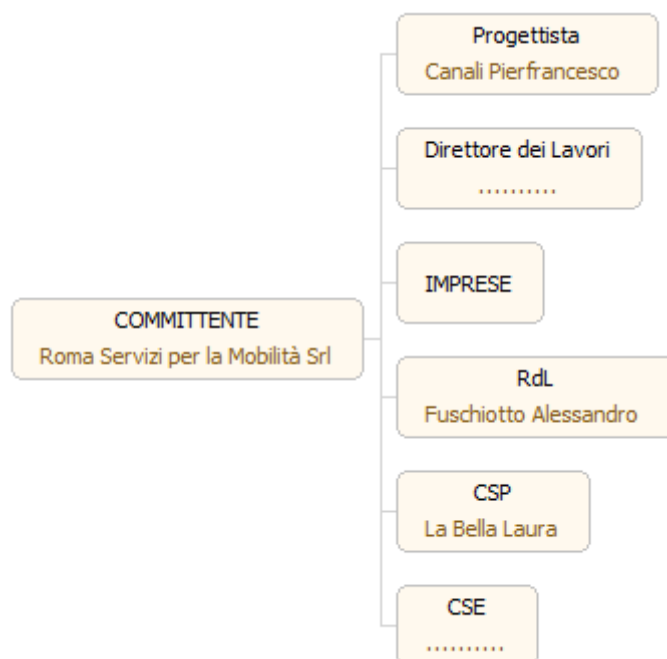 Progettista
Canali Pierfrancesco
Direttore dei Lavori
..........
IMPRESE
COMMITTENTE
Roma Servizi per la Mobilità Srl
RdL
Fuschiotto Alessandro
CSP
La Bella Laura
CSE
..........